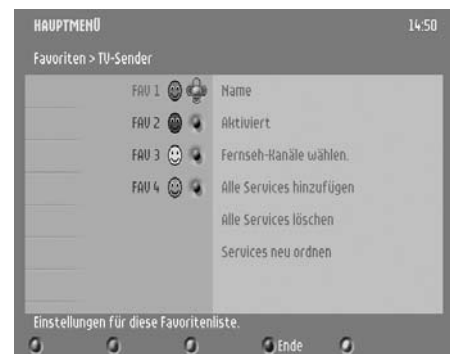 HAUPTMENÜ 14:50
Favoriten > TV-Sender
FAV 1 Name
FAV 2 Aktiviert
FAV 3 Fernseh-Kanäle wählen.
FAV 4 Alle Services hinzufügen
Alle Services löschen
Services neu ordnen
Einstellungen für diese Favoritenliste.
Ende